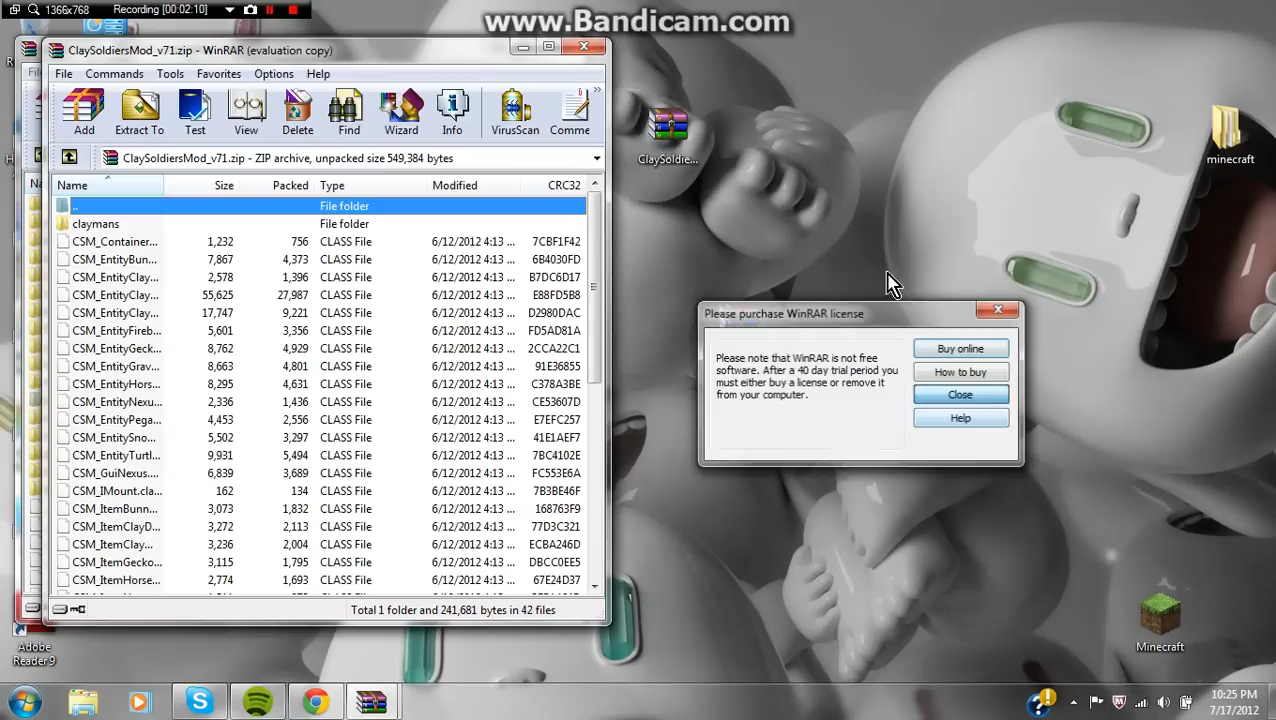 1366x768 Recording [00:02:10]
www.Bandicam.com
ClaySoldiersMod_v71.zip - WinRAR (evaluation copy)
File Commands Tools Favorites Options Help
Add Extract To Test View Delete Find Wizard Info VirusScan Comme
ClaySoldiersMod_v71.zip - ZIP archive, unpacked size 549,384 bytes
Name Size Packed Type Modified CRC32
.. File folder
claymans File folder
CSM_Container... 1,232 756 CLASS File 6/12/2012 4:13 ... 7CBF1F42
CSM_EntityBun... 7,867 4,373 CLASS File 6/12/2012 4:13 ... 6B4030FD
CSM_EntityClay... 2,578 1,396 CLASS File 6/12/2012 4:13 ... B7DC6D17
CSM_EntityClay... 55,625 27,987 CLASS File 6/12/2012 4:13 ... E88FD5B8
CSM_EntityClay... 17,747 9,221 CLASS File 6/12/2012 4:13 ... D2980DAC
CSM_EntityFireb... 5,601 3,356 CLASS File 6/12/2012 4:13 ... FD5AD81A
CSM_EntityGeck... 8,762 4,929 CLASS File 6/12/2012 4:13 ... 2CCA22C1
CSM_EntityGrav... 8,663 4,801 CLASS File 6/12/2012 4:13 ... 91E36855
CSM_EntityHors... 8,295 4,631 CLASS File 6/12/2012 4:13 ... C378A3BC
CSM_EntityNexu... 2,336 1,436 CLASS File 6/12/2012 4:13 ... CE53607D
CSM_EntityPega... 4,453 2,556 CLASS File 6/12/2012 4:13 ... E7EFC257
CSM_EntitySno... 5,502 3,297 CLASS File 6/12/2012 4:13 ... 41E1AEF7
CSM_EntityTurtl... 9,931 5,494 CLASS File 6/12/2012 4:13 ... 7BC4102E
CSM_GuiNexus.... 6,839 3,689 CLASS File 6/12/2012 4:13 ... FC553E6A
CSM_IMount.cla... 162 134 CLASS File 6/12/2012 4:13 ... 7B3BE46F
CSM_ItemBunn... 3,073 1,832 CLASS File 6/12/2012 4:13 ... 168763F9
CSM_ItemClayD... 3,272 2,113 CLASS File 6/12/2012 4:13 ... 77D3C321
CSM_ItemClay... 3,236 2,004 CLASS File 6/12/2012 4:13 ... ECBA246D
CSM_ItemGecko... 3,115 1,795 CLASS File 6/12/2012 4:13 ... DBCC0EE5
CSM_ItemHorse... 2,774 1,693 CLASS File 6/12/2012 4:13 ... 67E24D37
Total 1 folder and 241,681 bytes in 42 files
ClaySoldie...
minecraft
Please purchase WinRAR license
Please note that WinRAR is not free
software. After a 40 day trial period you
must either buy a license or remove it
from your computer.
Buy online
How to buy
Close
Help
Minecraft
Adobe
Reader 9
10:25 PM
7/17/2012